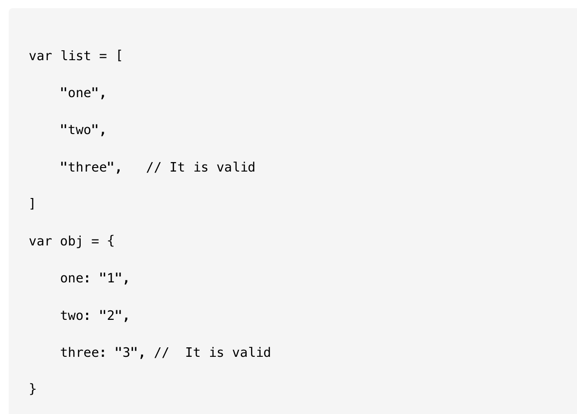 var list = [
    "one",
    "two",
    "three",   // It is valid
]
var obj = {
    one: "1",
    two: "2",
    three: "3", //  It is valid
}